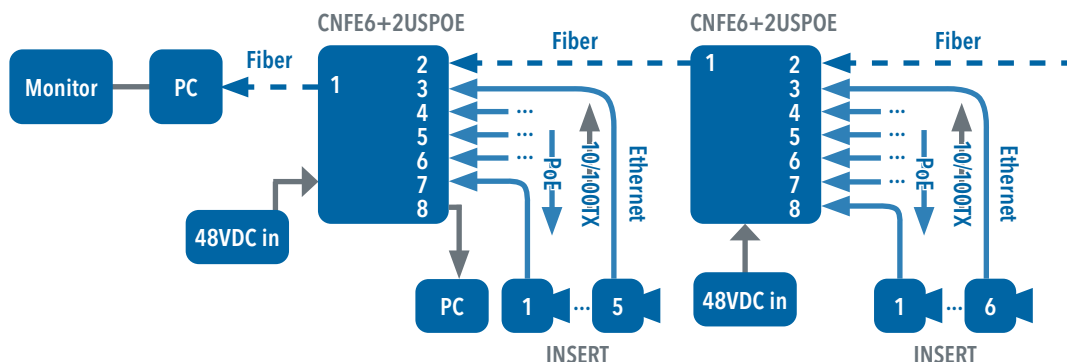 CNFE6+2USPOE
CNFE6+2USPOE
Fiber
Fiber
Fiber
Monitor
PC
1
2
3
4 ...
5 ...
6 ...
7
8
PoE
10/100TX
Ethernet
48VDC in
PC
1 ... 5
INSERT
1
2
3
4 ...
5 ...
6 ...
7 ...
8
PoE
10/100TX
Ethernet
48VDC in
1 ... 6
INSERT